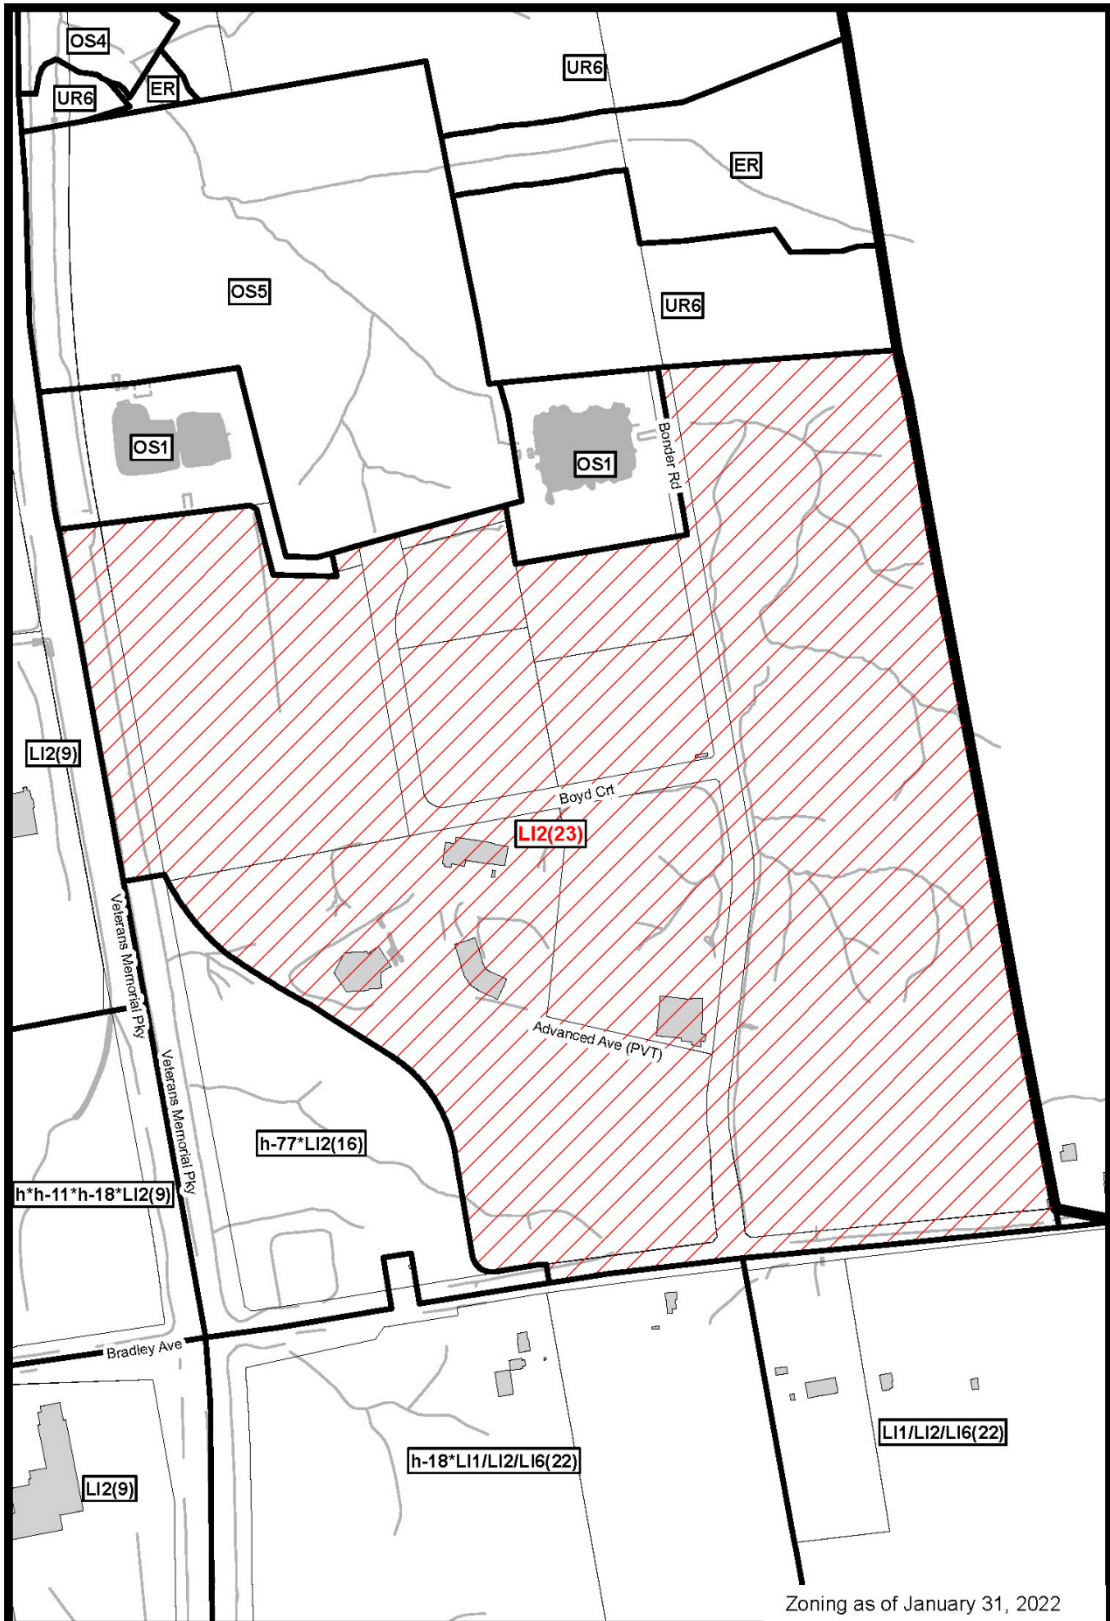 OS4
UR6
UR6
ER
ER
OS5
UR6
OS1
OS1
Bonder Rd
LI2(9)
Boyd Crt
LI2(23)
Veterans Memorial Pky
Advanced Ave (PVT)
Veterans Memorial Pky
h-77*LI2(16)
h*h-11*h-18*LI2(9)
Bradley Ave
LI1/LI2/LI6(22)
h-18*LI1/LI2/LI6(22)
LI2(9)
Zoning as of January 31, 2022